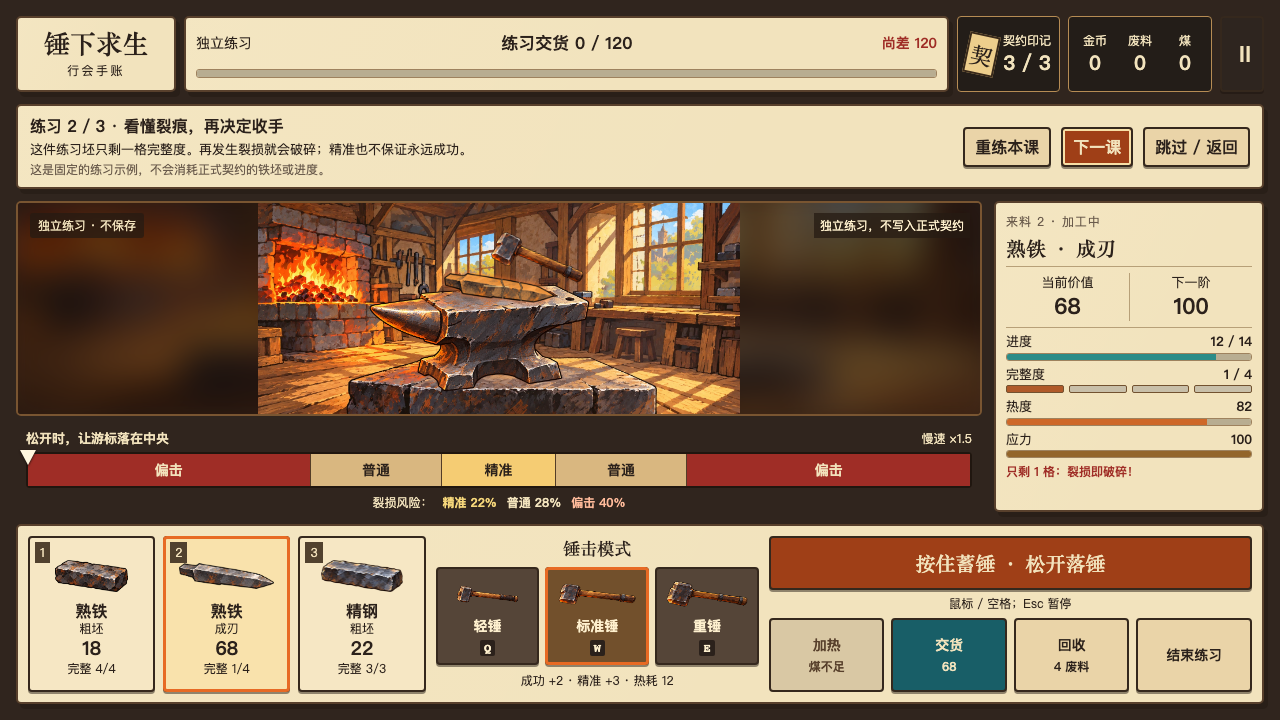 锤下求生
行会手账
独立练习
练习交货 0 / 120
尚差 120
契
契约印记
3 / 3
金币
废料
煤
0
0
0
II
练习 2 / 3 · 看懂裂痕，再决定收手
这件练习坯只剩一格完整度。再发生裂损就会破碎；精准也不保证永远成功。
这是固定的练习示例，不会消耗正式契约的铁坯或进度。
重练本课
下一课
跳过 / 返回
独立练习 · 不保存
独立练习，不写入正式契约
来料 2 · 加工中
熟铁 · 成刃
当前价值
下一阶
68
100
进度
12 / 14
完整度
1 / 4
热度
82
应力
100
只剩 1 格：裂损即破碎！
松开时，让游标落在中央
慢速 ×1.5
偏击
普通
精准
普通
偏击
裂损风险： 精准 22% 普通 28% 偏击 40%
1
熟铁
粗坯
18
完整 4/4
2
熟铁
成刃
68
完整 1/4
3
精钢
粗坯
22
完整 3/3
锤击模式
轻锤
Q
标准锤
W
重锤
E
成功 +2 · 精准 +3 · 热耗 12
按住蓄锤 · 松开落锤
鼠标 / 空格；Esc 暂停
加热
煤不足
交货
68
回收
4 废料
结束练习